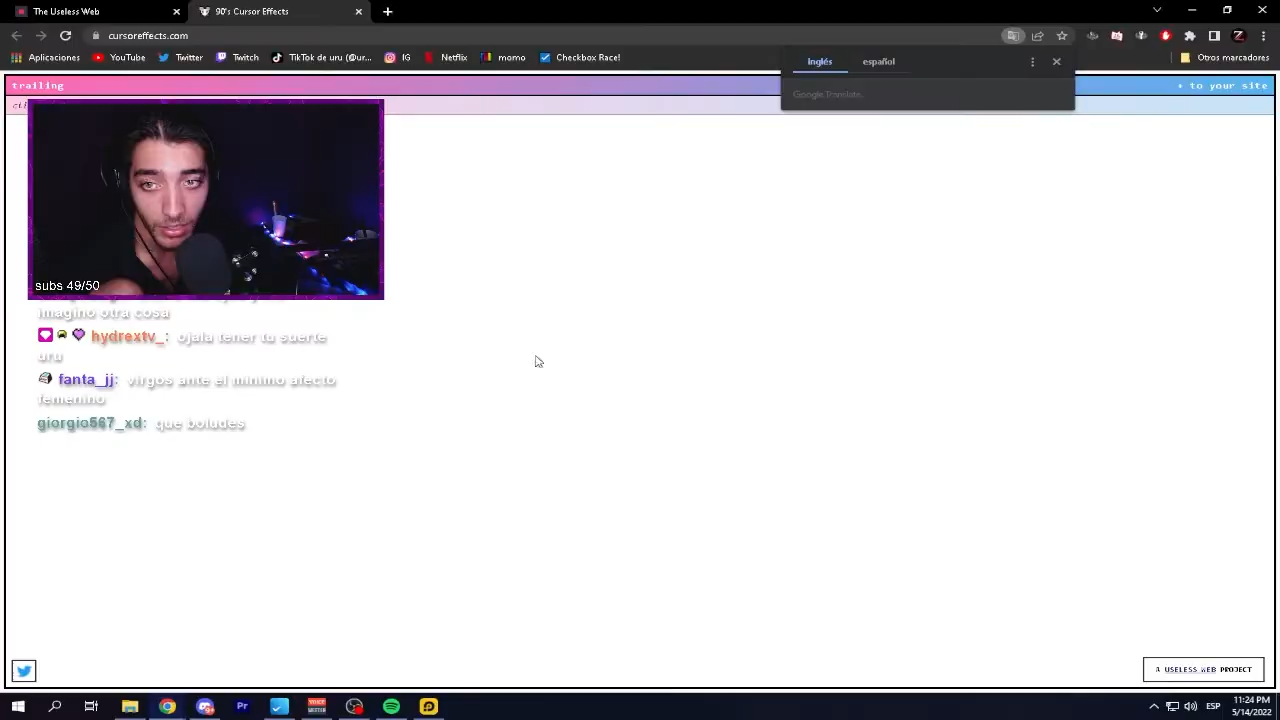 The Useless Web
90's Cursor Effects
cursoreffects.com
Aplicaciones
YouTube
Twitter
Twitch
TikTok de uru (@ur...
IG
Netflix
momo
Checkbox Race!
Otros marcadores
inglés
español
Google Translate
trailing
to your site
subs 49/50
imagino otra cosa
hydrextv_: ojala tener tu suerte
uru
fanta_jj: virgos ante el minimo afecto
femenino
giorgio567_xd: que boludes
A USELESS WEB PROJECT
Pr
ESP
11:24 PM
5/14/2022